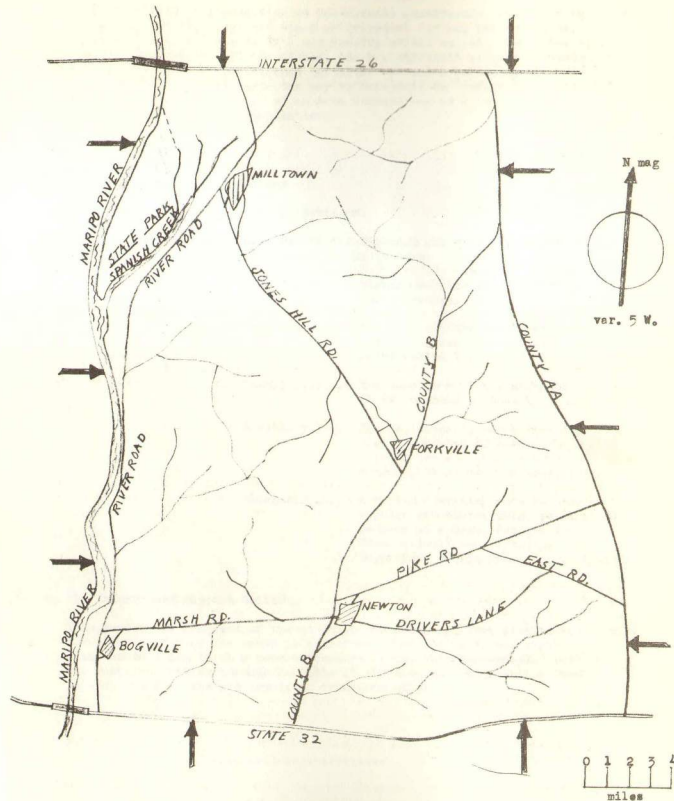 INTERSTATE 26
MILLTOWN
N mag
MARIPO RIVER
STATE PARK
SPANISH CREEK
RIVER ROAD
JONES HILL RD.
COUNTY B
COUNTY AA
var. 5 W.
FORKVILLE
RIVER ROAD
PIKE RD
EAST RD.
NEWTON
MARSH RD.
DRIVERS LANE
BOGVILLE
MARIPO RIVER
COUNTY B
STATE 32
0 1 2 3 4
miles